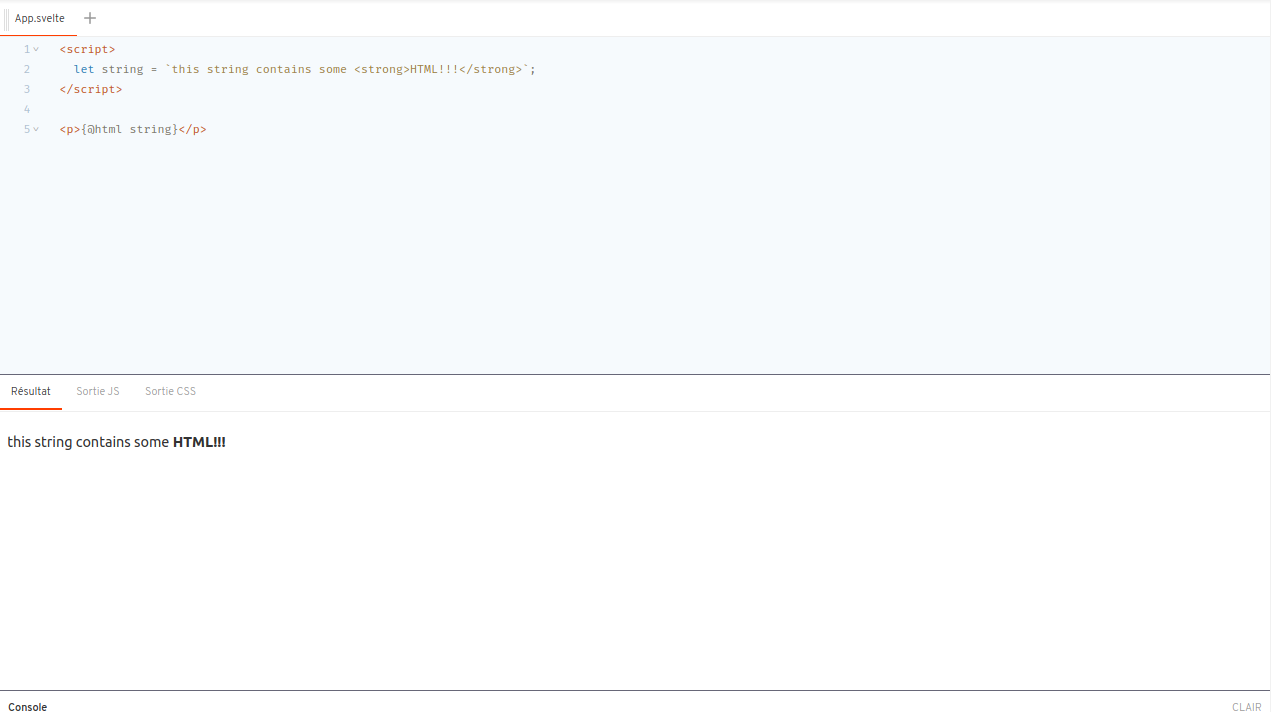 App.svelte
1 <script>
2 let string = `this string contains some <strong>HTML!!!</strong>`;
3 </script>
4
5 <p>{@html string}</p>
Résultat Sortie JS Sortie CSS
this string contains some HTML!!!
Console CLAIR